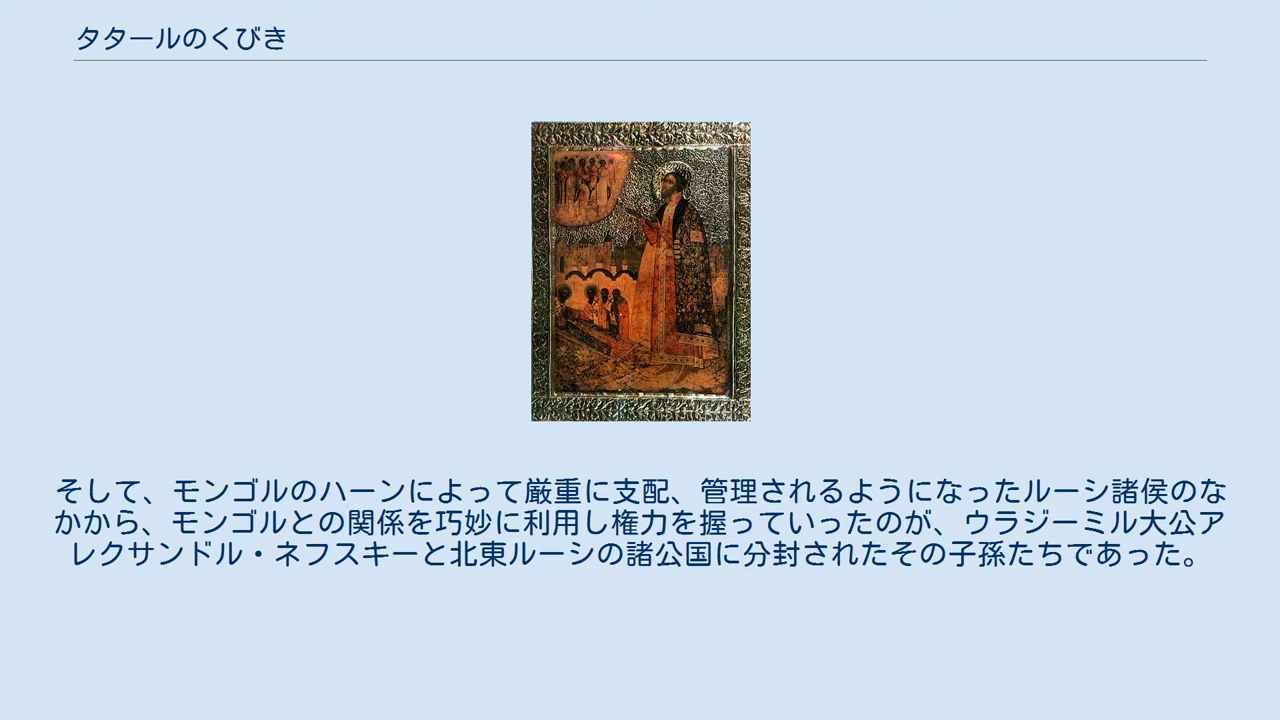 タタールのくびき
そして、モンゴルのハーンによって厳重に支配、管理されるようになったルーシ諸侯のな
かから、モンゴルとの関係を巧妙に利用し権力を握っていったのが、ウラジーミル大公ア
レクサンドル・ネフスキーと北東ルーシの諸公国に分封されたその子孫たちであった。